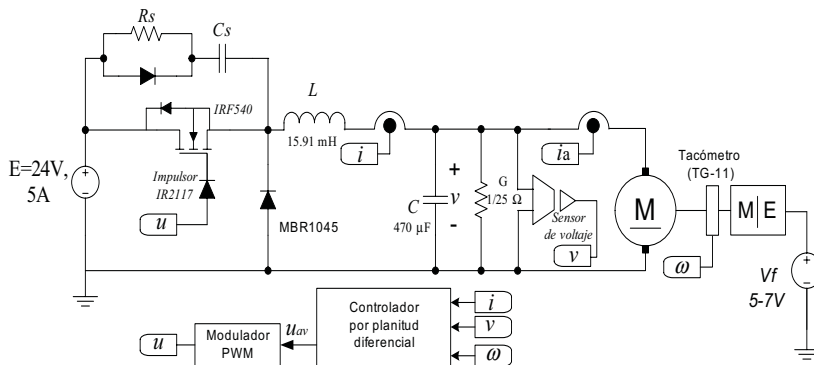 Rs
Cs
IRF540
L
15.91 mH
i
ia
E=24V,
5A
+
-
Impulsor
IR2117
u
MBR1045
C
470 µF
+
v
-
G
1/25 Ω
Sensor
de voltaje
v
M
Tacómetro
(TG-11)
M E
ω
+
-
Vf
5-7V
u
Modulador
PWM
uav
Controlador
por planitud
diferencial
i
v
ω